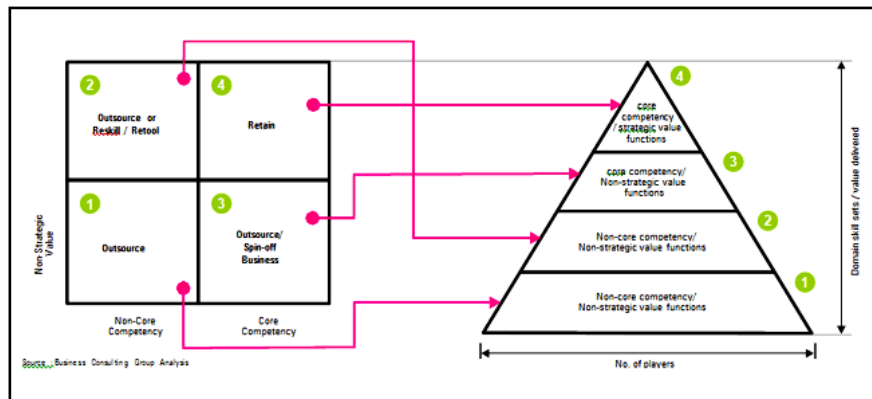 2
Outsource or
Reskill / Retool
4
Retain
1
Outsource
3
Outsource/
Spin-off
Business
Non-Strategic
Value
Non-Core
Competency
Core
Competency
Source : Business Consulting Group Analysis
4
core
competency
/ strategic value
functions
3
core competency/
Non-strategic value
functions
2
Non-core competency/
Non-strategic value functions
1
Non-core competency/
Non-strategic value functions
No. of players
Domain skill sets / value delivered